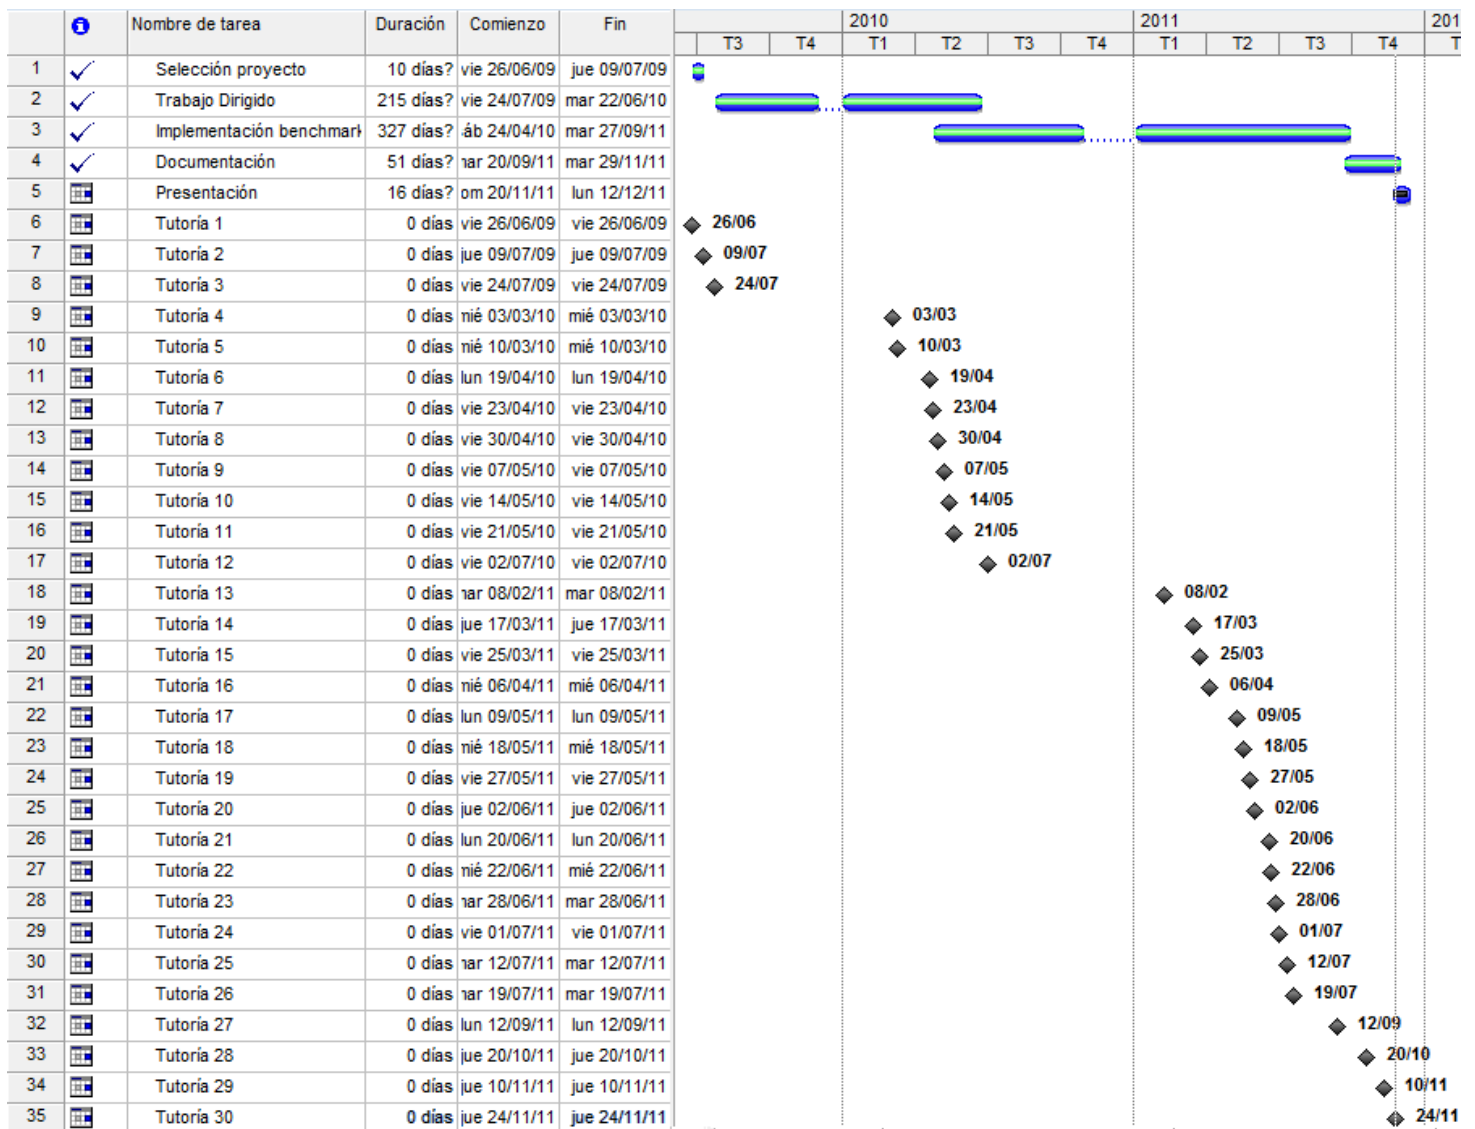 Nombre de tarea Duración Comienzo Fin 2010 2011 201
T3 T4 T1 T2 T3 T4 T1 T2 T3 T4 T
1 Selección proyecto 10 días? vie 26/06/09 jue 09/07/09
2 Trabajo Dirigido 215 días? vie 24/07/09 mar 22/06/10
3 Implementación benchmark 327 días? áb 24/04/10 mar 27/09/11
4 Documentación 51 días? ar 20/09/11 mar 29/11/11
5 Presentación 16 días? om 20/11/11 lun 12/12/11
6 Tutoría 1 0 días vie 26/06/09 vie 26/06/09 26/06
7 Tutoría 2 0 días jue 09/07/09 jue 09/07/09 09/07
8 Tutoría 3 0 días vie 24/07/09 vie 24/07/09 24/07
9 Tutoría 4 0 días mié 03/03/10 mié 03/03/10 03/03
10 Tutoría 5 0 días mié 10/03/10 mié 10/03/10 10/03
11 Tutoría 6 0 días lun 19/04/10 lun 19/04/10 19/04
12 Tutoría 7 0 días vie 23/04/10 vie 23/04/10 23/04
13 Tutoría 8 0 días vie 30/04/10 vie 30/04/10 30/04
14 Tutoría 9 0 días vie 07/05/10 vie 07/05/10 07/05
15 Tutoría 10 0 días vie 14/05/10 vie 14/05/10 14/05
16 Tutoría 11 0 días vie 21/05/10 vie 21/05/10 21/05
17 Tutoría 12 0 días vie 02/07/10 vie 02/07/10 02/07
18 Tutoría 13 0 días ar 08/02/11 mar 08/02/11 08/02
19 Tutoría 14 0 días jue 17/03/11 jue 17/03/11 17/03
20 Tutoría 15 0 días vie 25/03/11 vie 25/03/11 25/03
21 Tutoría 16 0 días mié 06/04/11 mié 06/04/11 06/04
22 Tutoría 17 0 días lun 09/05/11 lun 09/05/11 09/05
23 Tutoría 18 0 días mié 18/05/11 mié 18/05/11 18/05
24 Tutoría 19 0 días vie 27/05/11 vie 27/05/11 27/05
25 Tutoría 20 0 días jue 02/06/11 jue 02/06/11 02/06
26 Tutoría 21 0 días lun 20/06/11 lun 20/06/11 20/06
27 Tutoría 22 0 días mié 22/06/11 mié 22/06/11 22/06
28 Tutoría 23 0 días ar 28/06/11 mar 28/06/11 28/06
29 Tutoría 24 0 días vie 01/07/11 vie 01/07/11 01/07
30 Tutoría 25 0 días ar 12/07/11 mar 12/07/11 12/07
31 Tutoría 26 0 días ar 19/07/11 mar 19/07/11 19/07
32 Tutoría 27 0 días lun 12/09/11 lun 12/09/11 12/09
33 Tutoría 28 0 días jue 20/10/11 jue 20/10/11 20/10
34 Tutoría 29 0 días jue 10/11/11 jue 10/11/11 10/11
35 Tutoría 30 0 días jue 24/11/11 jue 24/11/11 24/11